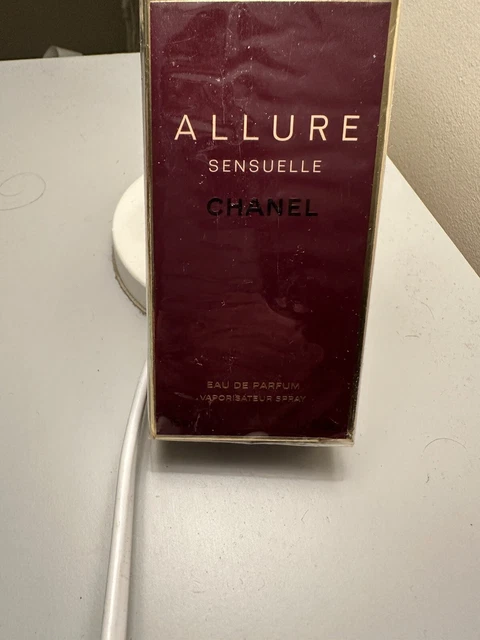 ALLURE
SENSUELLE
CHANEL
EAU DE PARFUM
VAPORISATEUR SPRAY